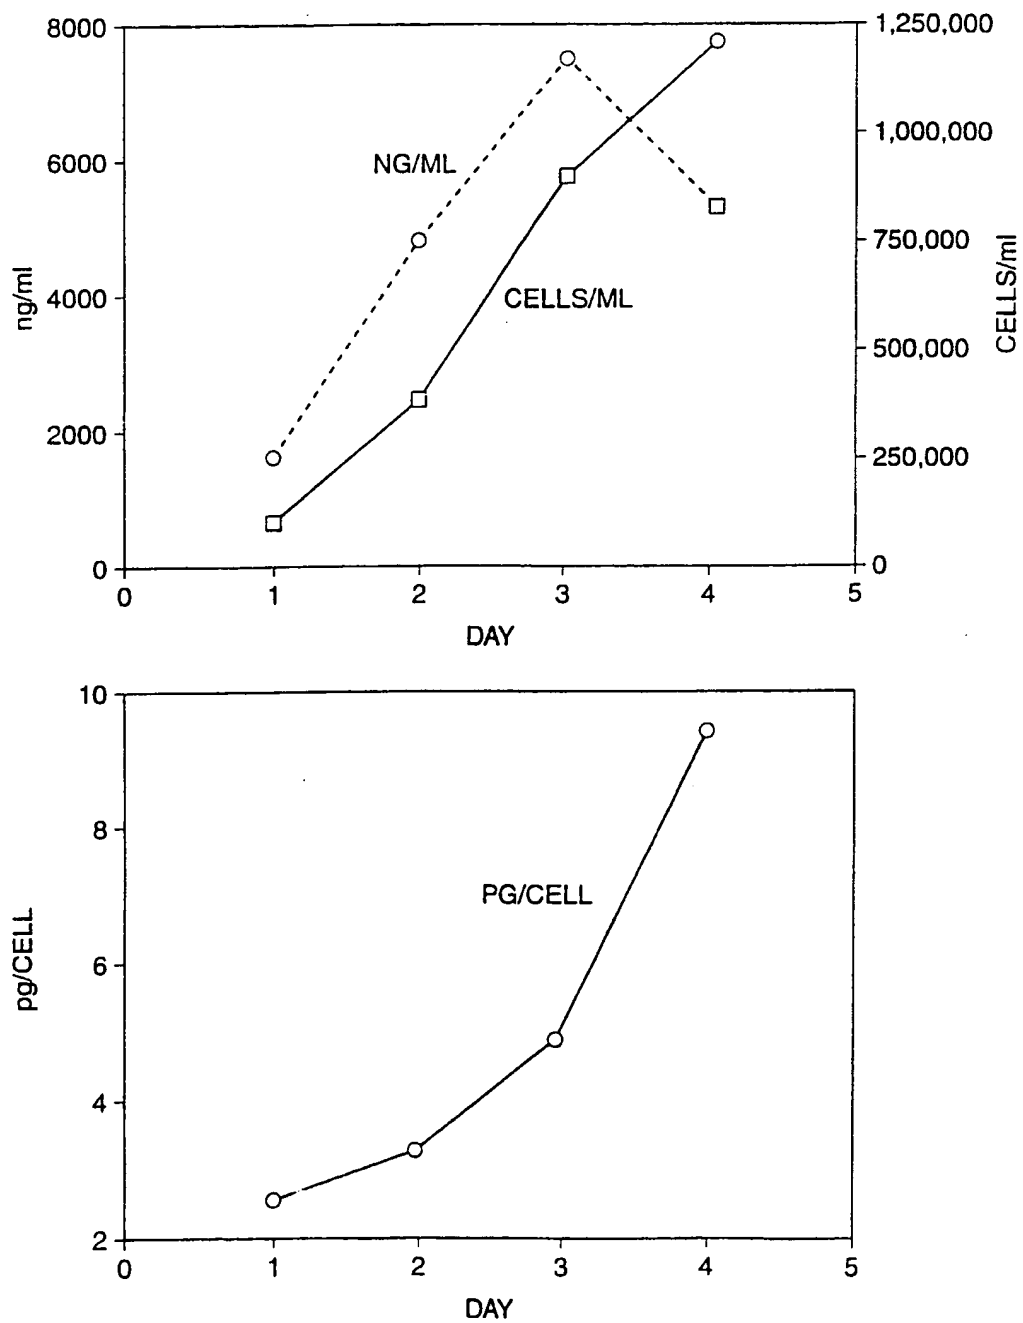 8000
6000
4000
2000
0
ng/ml
1,250,000
1,000,000
750,000
500,000
250,000
0
CELLS/ml
NG/ML
CELLS/ML
0 1 2 3 4 5
DAY
10
8
6
4
2
pg/CELL
PG/CELL
0 1 2 3 4 5
DAY